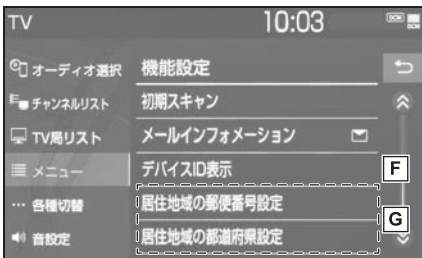 TV
10:03
DCM
オーディオ選択
機能設定
チャンネルリスト
初期スキャン
TV局リスト
メールインフォメーション
メニュー
デバイスID表示
F
各種切替
居住地域の郵便番号設定
G
音設定
居住地域の都道府県設定